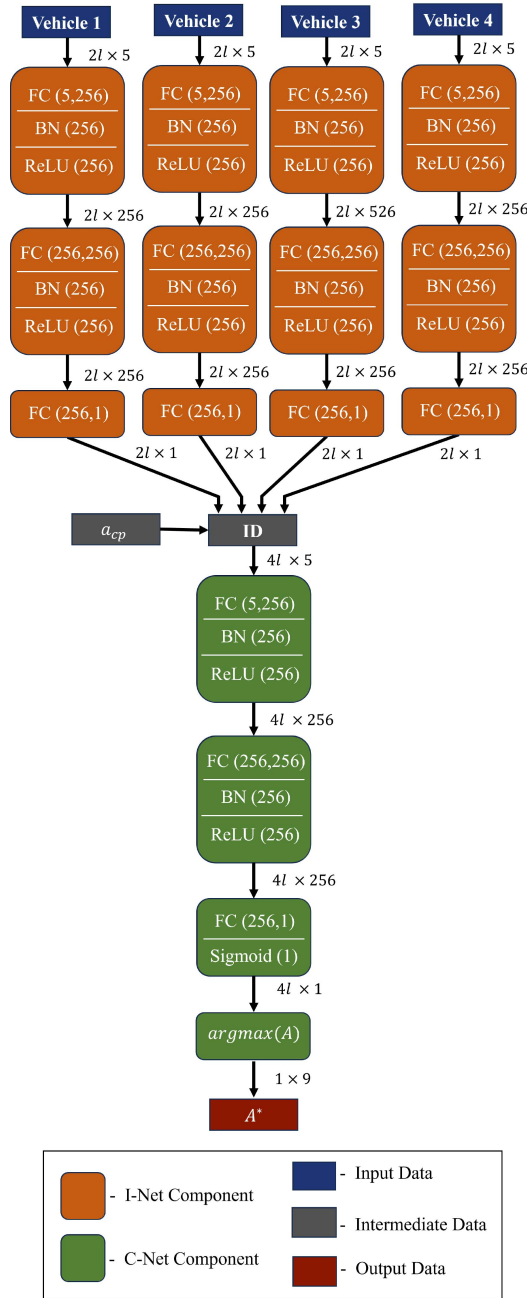 Vehicle 1 Vehicle 2 Vehicle 3 Vehicle 4
2l × 5 2l × 5 2l × 5 2l × 5
FC (5,256) FC (5,256) FC (5,256) FC (5,256)
BN (256) BN (256) BN (256) BN (256)
ReLU (256) ReLU (256) ReLU (256) ReLU (256)
2l × 256 2l × 256 2l × 526 2l × 256
FC (256,256) FC (256,256) FC (256,256) FC (256,256)
BN (256) BN (256) BN (256) BN (256)
ReLU (256) ReLU (256) ReLU (256) ReLU (256)
2l × 256 2l × 256 2l × 256 2l × 256
FC (256,1) FC (256,1) FC (256,1) FC (256,1)
2l × 1 2l × 1 2l × 1 2l × 1
a_cp ID
4l × 5
FC (5,256)
BN (256)
ReLU (256)
4l × 256
FC (256,256)
BN (256)
ReLU (256)
4l × 256
FC (256,1)
Sigmoid (1)
4l × 1
argmax(A)
1 × 9
A*
- I-Net Component
- C-Net Component
- Input Data
- Intermediate Data
- Output Data